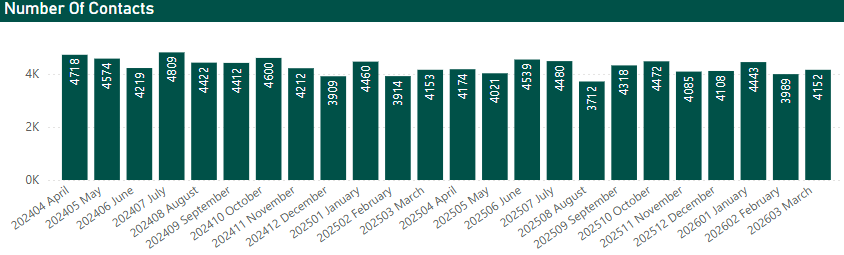 Number Of Contacts
4K
2K
0K
4718
4574
4219
4809
4422
4412
4600
4212
3909
4460
3914
4153
4174
4021
4539
4480
3712
4318
4472
4085
4108
4443
3989
4152
202404 April
202405 May
202406 June
202407 July
202408 August
202409 September
202410 October
202411 November
202412 December
202501 January
202502 February
202503 March
202504 April
202505 May
202506 June
202507 July
202508 August
202509 September
202510 October
202511 November
202512 December
202601 January
202602 February
202603 March